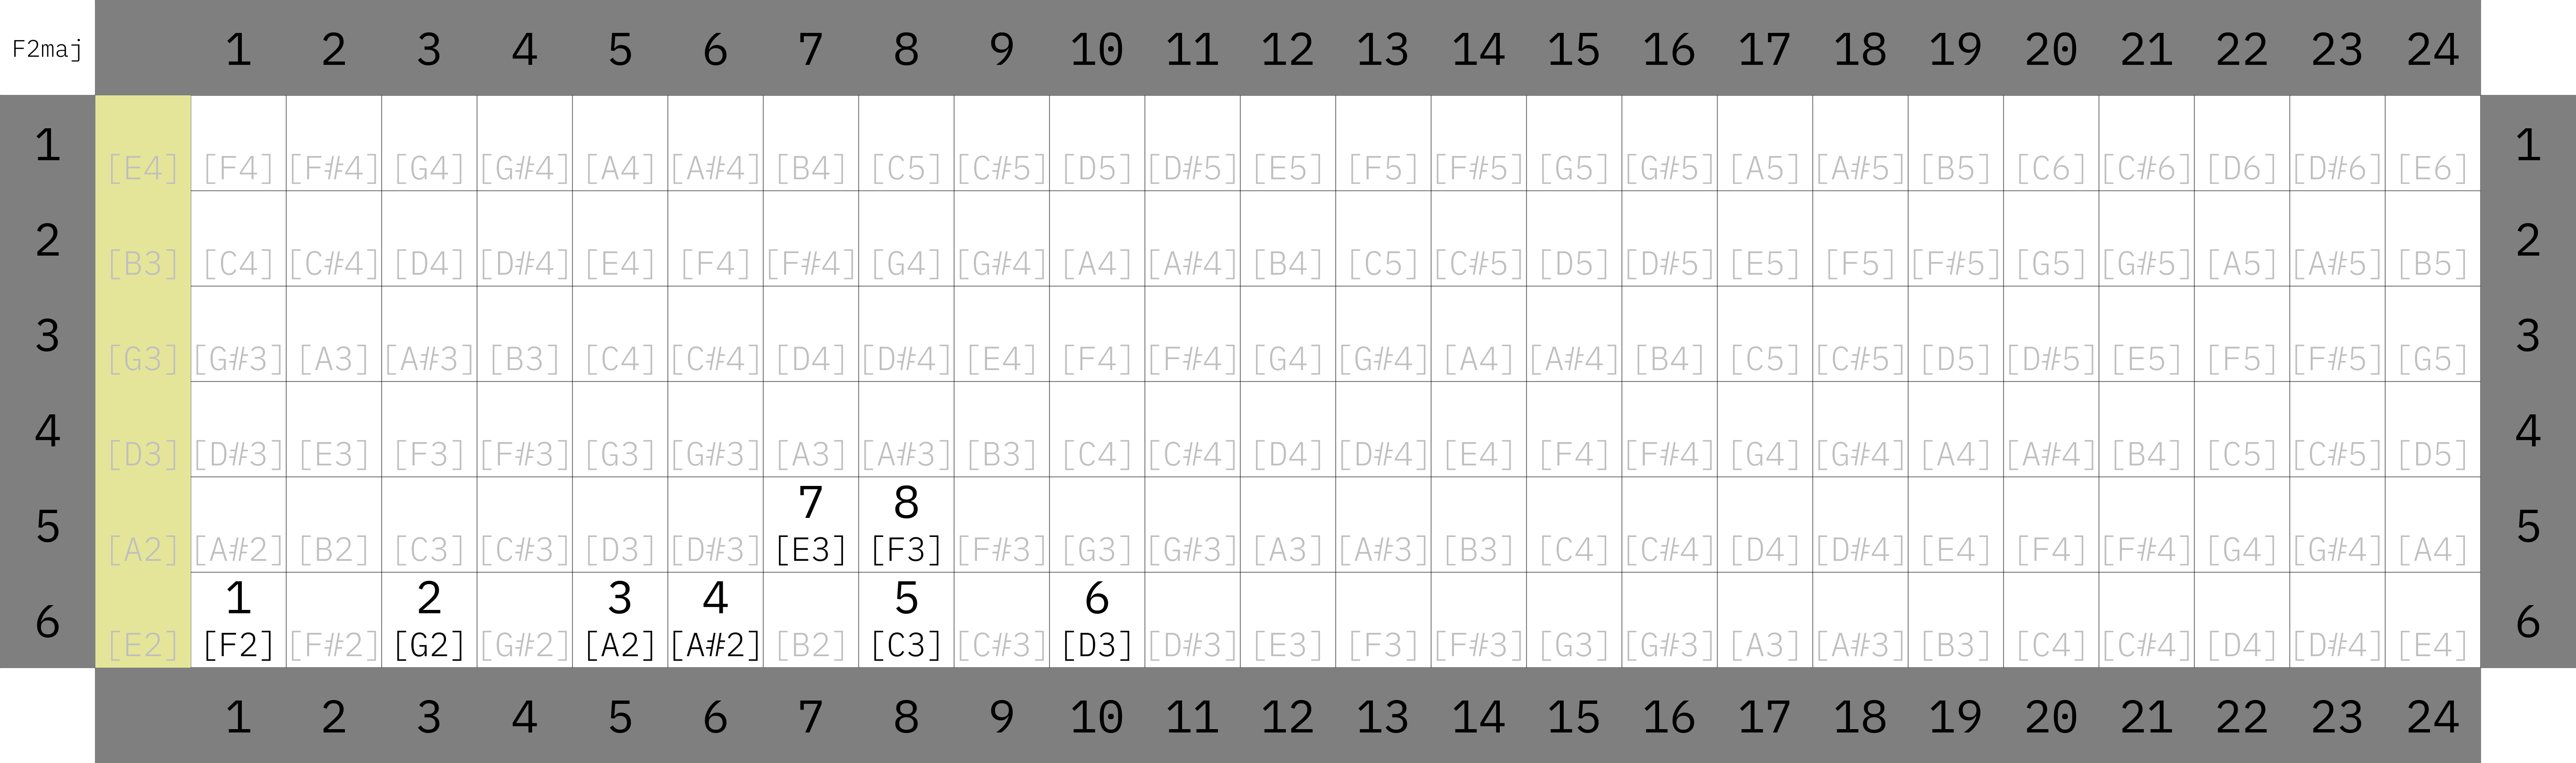 F2maj 1 2 3 4 5 6 7 8 9 10 11 12 13 14 15 16 17 18 19 20 21 22 23 24
1 [E4] [F4] [F#4] [G4] [G#4] [A4] [A#4] [B4] [C5] [C#5] [D5] [D#5] [E5] [F5] [F#5] [G5] [G#5] [A5] [A#5] [B5] [C6] [C#6] [D6] [D#6] [E6] 1
2 [B3] [C4] [C#4] [D4] [D#4] [E4] [F4] [F#4] [G4] [G#4] [A4] [A#4] [B4] [C5] [C#5] [D5] [D#5] [E5] [F5] [F#5] [G5] [G#5] [A5] [A#5] [B5] 2
3 [G3] [G#3] [A3] [A#3] [B3] [C4] [C#4] [D4] [D#4] [E4] [F4] [F#4] [G4] [G#4] [A4] [A#4] [B4] [C5] [C#5] [D5] [D#5] [E5] [F5] [F#5] [G5] 3
4 [D3] [D#3] [E3] [F3] [F#3] [G3] [G#3] [A3] [A#3] [B3] [C4] [C#4] [D4] [D#4] [E4] [F4] [F#4] [G4] [G#4] [A4] [A#4] [B4] [C5] [C#5] [D5] 4
7 8
5 [A2] [A#2] [B2] [C3] [C#3] [D3] [D#3] [E3] [F3] [F#3] [G3] [G#3] [A3] [A#3] [B3] [C4] [C#4] [D4] [D#4] [E4] [F4] [F#4] [G4] [G#4] [A4] 5
1 2 3 4 5 6
6 [E2] [F2] [F#2] [G2] [G#2] [A2] [A#2] [B2] [C3] [C#3] [D3] [D#3] [E3] [F3] [F#3] [G3] [G#3] [A3] [A#3] [B3] [C4] [C#4] [D4] [D#4] [E4] 6
1 2 3 4 5 6 7 8 9 10 11 12 13 14 15 16 17 18 19 20 21 22 23 24